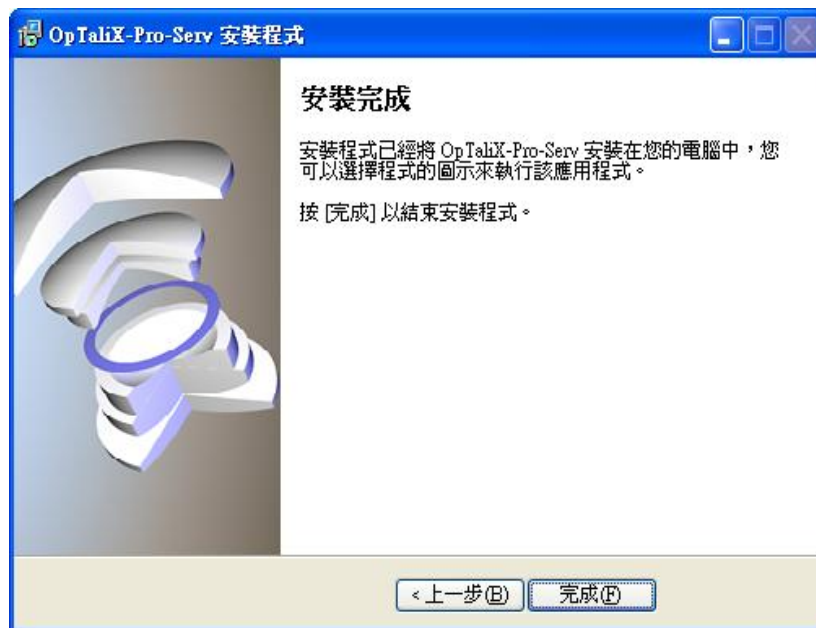 OpTaliX-Pro-Serv 安裝程式
安裝完成
安裝程式已經將 OpTaliX-Pro-Serv 安裝在您的電腦中，您
可以選擇程式的圖示來執行該應用程式。
按 [完成] 以結束安裝程式。
<上一步(B)
完成(F)